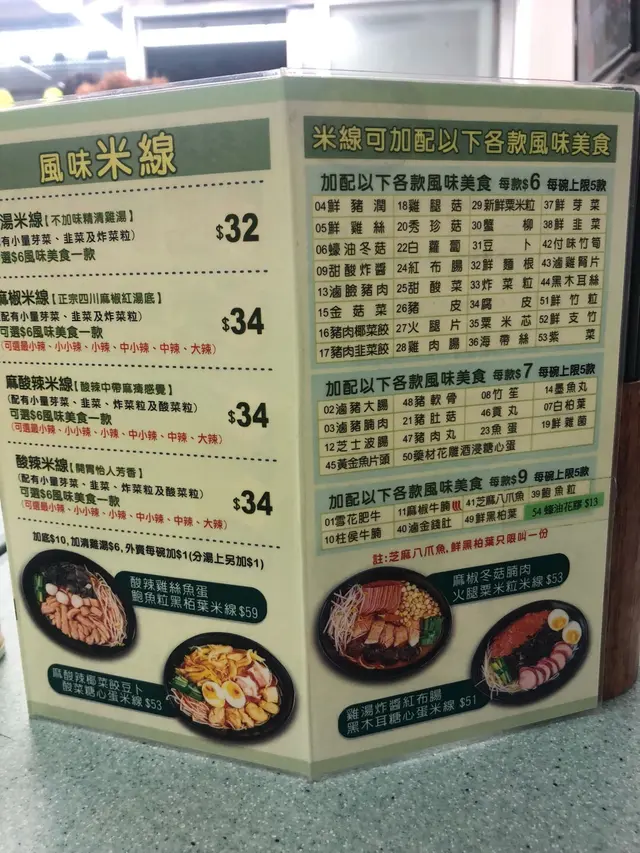 風味米線
湯米線【不加味精清雞湯】
有小量芽菜、韭菜及炸菜粒)
選$6風味美食一款
$32
麻椒米線【正宗四川麻椒紅湯底】
配有小量芽菜、韭菜及炸菜粒)
可選$6風味美食一款
(可選最小辣、小小辣、小辣、中小辣、中辣、大辣)
$34
麻酸辣米線【酸辣中帶麻痛感覺】
(配有小量芽菜、韭菜、炸菜粒及酸菜粒)
可選$6風味美食一款
(可選最小辣、小小辣、小辣、中小辣、中辣、大辣)
$34
酸辣米線【開胃怡人芳香】
(配有小量芽菜、韭菜、炸菜粒及酸菜粒)
可選$6風味美食一款
(可選最小辣、小小辣、小辣、中小辣、中辣、大辣)
$34
加底$10, 加清雞湯$6, 外賣每碗加$1(分湯上另加$1)
酸辣雞絲魚蛋
鮑魚粒黑栢葉米線 $59
麻酸辣椰菜餃豆卜
酸菜糖心蛋米線 $53
米線可加配以下各款風味美食
加配以下各款風味美食 每款$6 每碗上限5款
04鮮豬潤 18雞腿菇 29新鮮粟米粒 37鮮芽菜
05鮮雞絲 20秀珍菇 30蟹柳 38鮮韭菜
06蠔油冬菇 22白蘿蔔 31豆卜 42付味竹筍
09甜酸炸醬 24紅布腸 32鮮麵根 43滷雞腎片
13滷臉豬肉 25甜酸菜 33炸菜粒 44黑木耳絲
15金菇菜 26豬皮 34腐皮 51鮮竹粒
16豬肉椰菜餃 27火腿片 35粟米芯 52鮮支竹
17豬肉韭菜餃 28雞肉腸 36海帶絲 53紫菜
加配以下各款風味美食 每款$7 每碗上限5款
02滷豬大腸 48豬軟骨 08竹笙 14墨魚丸
03滷豬腩肉 21豬肚菇 46貢丸 07白柏葉
12芝士波腸 47豬肉丸 23魚蛋 19鮮雜菌
45黃金魚片頭 50藥材花雕酒浸糖心蛋
加配以下各款風味美食 每款$9 每碗上限5款
01雪花肥牛 11麻椒牛腩 41芝麻八爪魚 39鮑魚粒
10柱侯牛腩 40滷金錢肚 49鮮黑柏葉 54 蠔油花膠 $13
註:芝麻八爪魚,鮮黑柏葉只限叫一份
麻椒冬菇腩肉
火腿粟米粒米線 $53
雞湯炸醬紅布腸
黑木耳糖心蛋米線 $51